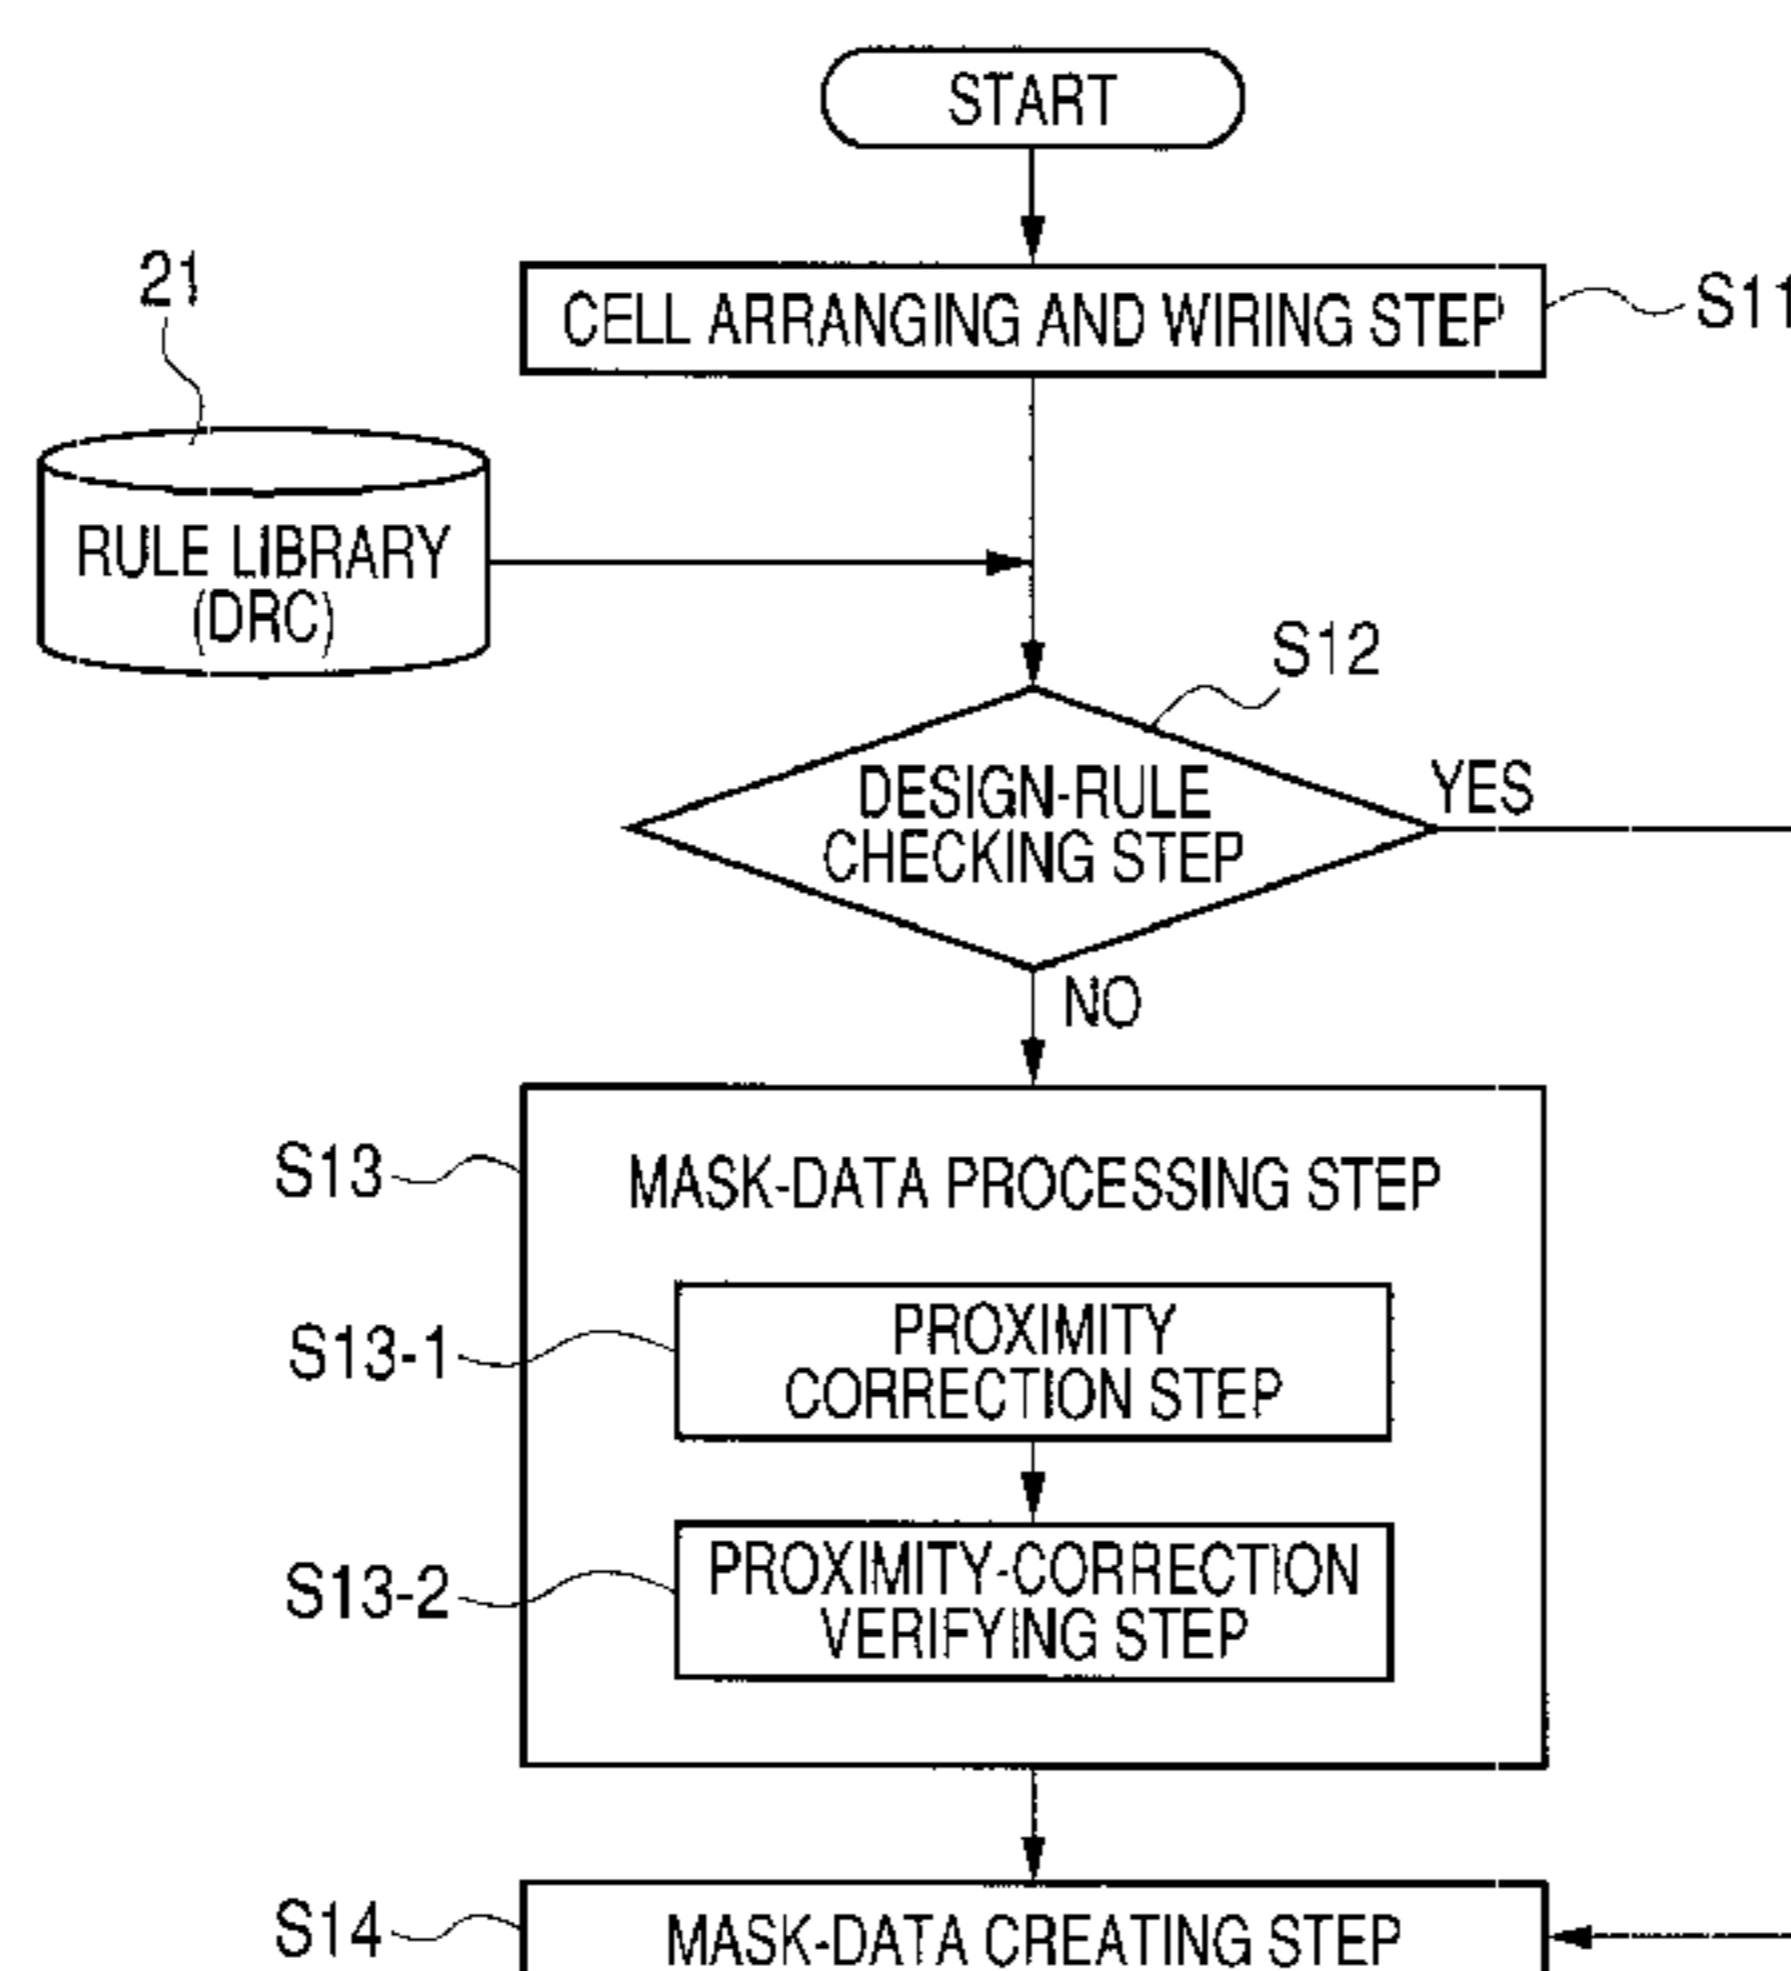 START
CELL ARRANGING AND WIRING STEP
S11
21
RULE LIBRARY
(DRC)
S12
DESIGN-RULE
CHECKING STEP
YES
NO
S13
MASK-DATA PROCESSING STEP
S13-1
PROXIMITY
CORRECTION STEP
S13-2
PROXIMITY-CORRECTION
VERIFYING STEP
S14
MASK-DATA CREATING STEP